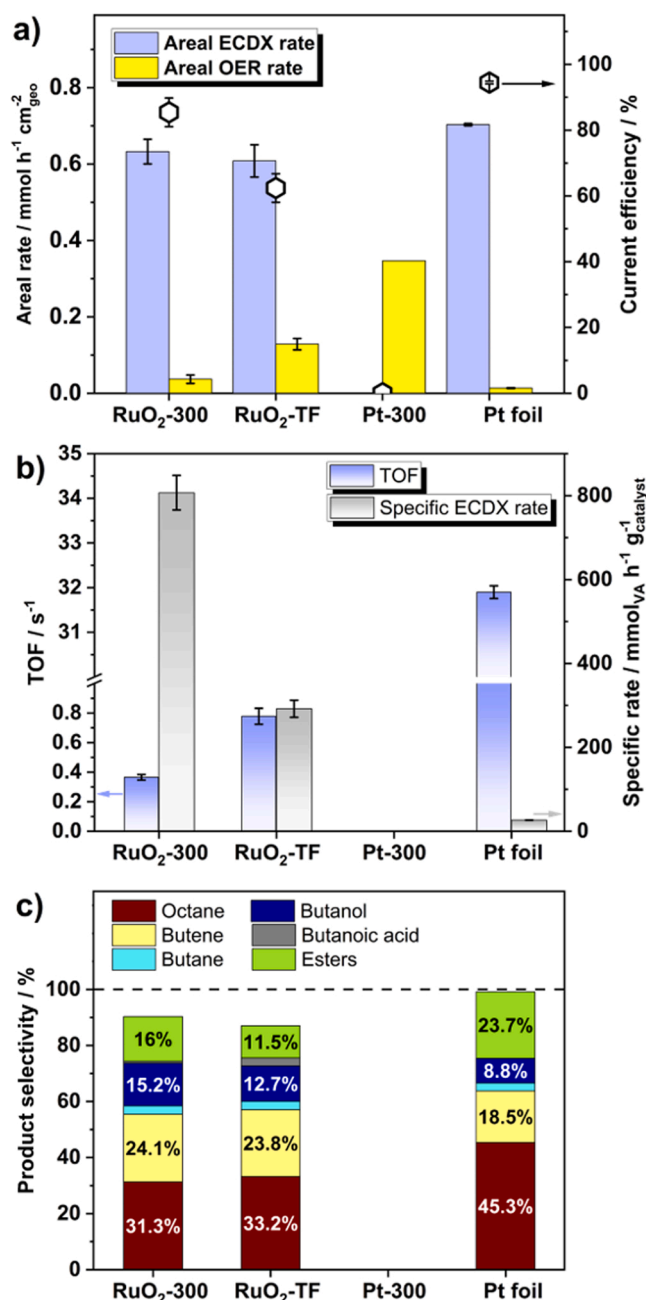 a)
Areal ECDX rate
Areal OER rate
Areal rate / mmol h⁻¹ cm⁻²geo
0.8
0.6
0.4
0.2
0.0
Current efficiency / %
100
80
60
40
20
0
RuO₂-300 RuO₂-TF Pt-300 Pt foil
b)
TOF
Specific ECDX rate
TOF / s⁻¹
35
34
33
32
31
0.8
0.6
0.4
0.2
0.0
Specific rate / mmolVA h⁻¹ g⁻¹catalyst
800
600
400
200
0
RuO₂-300 RuO₂-TF Pt-300 Pt foil
c)
Octane Butanol
Butene Butanoic acid
Butane Esters
Product selectivity / %
100
80
60
40
20
0
16%
15.2%
24.1%
31.3%
11.5%
12.7%
23.8%
33.2%
23.7%
8.8%
18.5%
45.3%
RuO₂-300 RuO₂-TF Pt-300 Pt foil